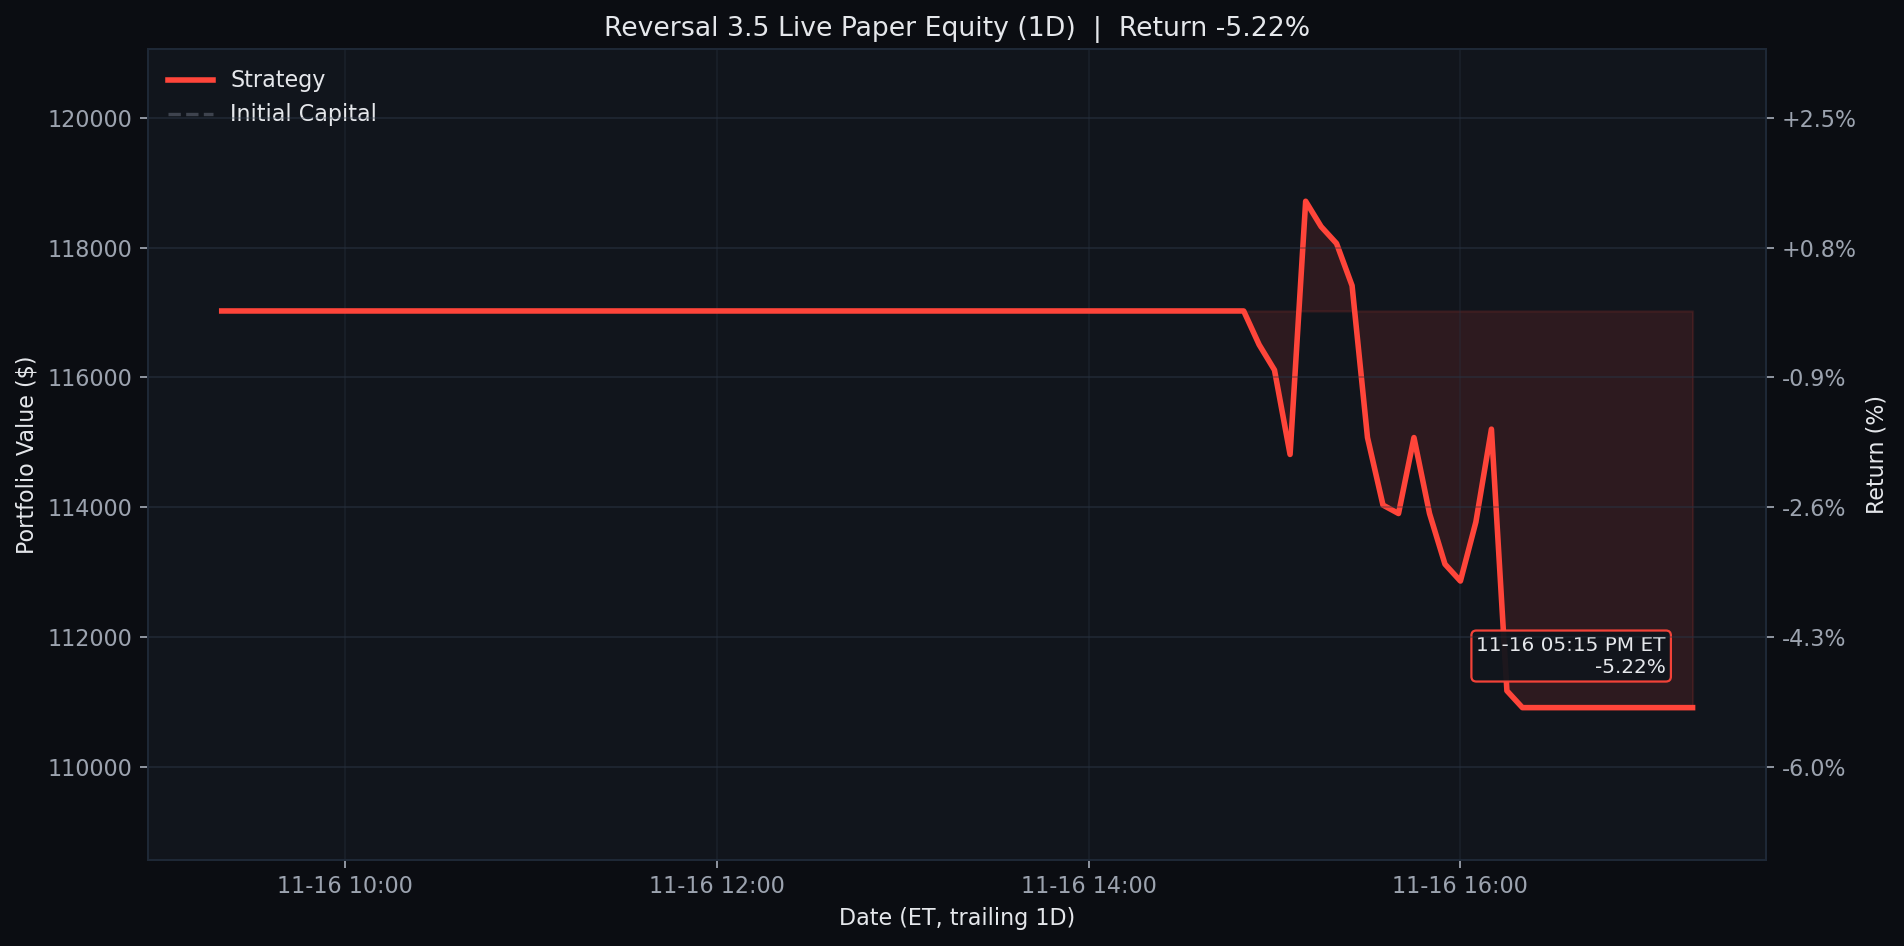 Reversal 3.5 Live Paper Equity (1D) | Return -5.22%
Strategy
Initial Capital
120000
118000
116000
114000
112000
110000
Portfolio Value ($)
+2.5%
+0.8%
-0.9%
-2.6%
-4.3%
-6.0%
Return (%)
11-16 05:15 PM ET
-5.22%
11-16 10:00
11-16 12:00
11-16 14:00
11-16 16:00
Date (ET, trailing 1D)